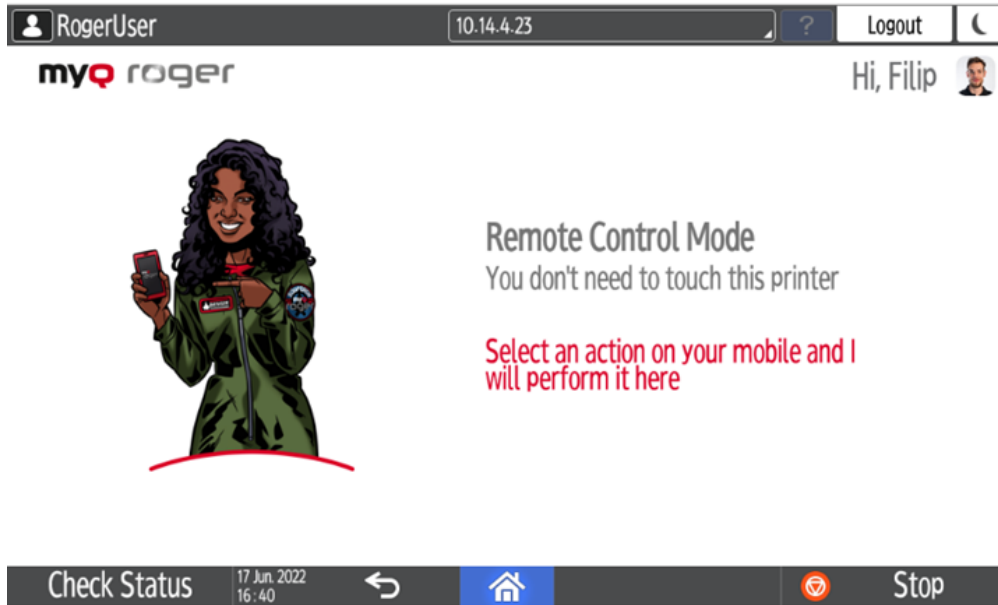 RogerUser
10.14.4.23
?
Logout
myQ roger
Hi, Filip
Remote Control Mode
You don't need to touch this printer
Select an action on your mobile and I
will perform it here
Check Status
17 Jun. 2022
16:40
Stop